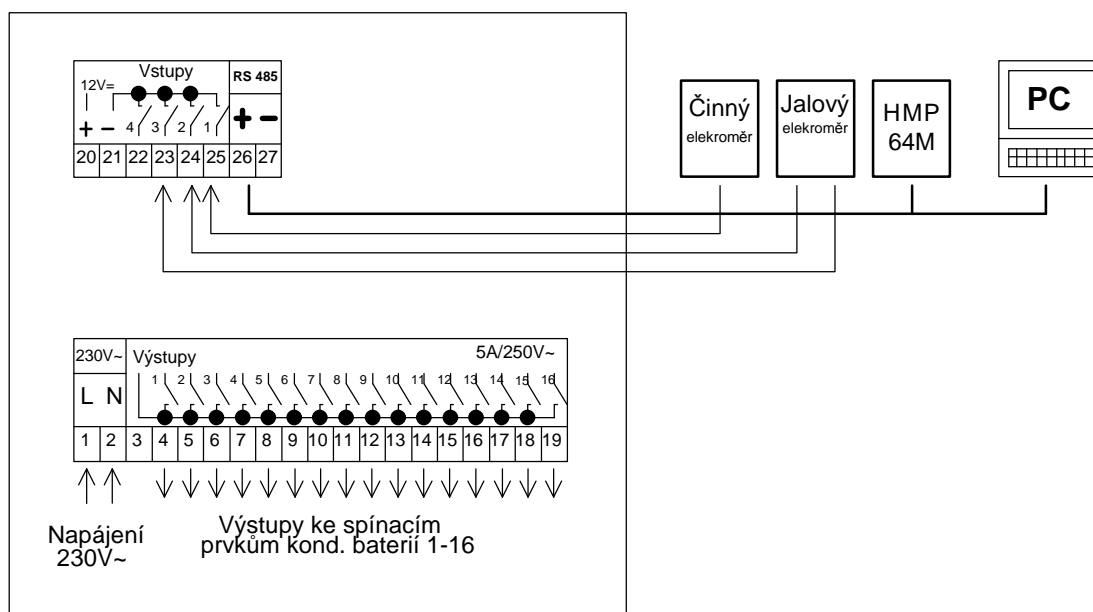 Vstupy
RS 485
12V=
+ − 4 3 2 1 + −
20 21 22 23 24 25 26 27
Činný
elekroměr
Jalový
elekroměr
HMP
64M
PC
230V~
Výstupy
5A/250V~
1 2 3 4 5 6 7 8 9 10 11 12 13 14 15 16
L N
1 2 3 4 5 6 7 8 9 10 11 12 13 14 15 16 17 18 19
Napájení
230V~
Výstupy ke spínacím
prvkům kond. baterií 1-16